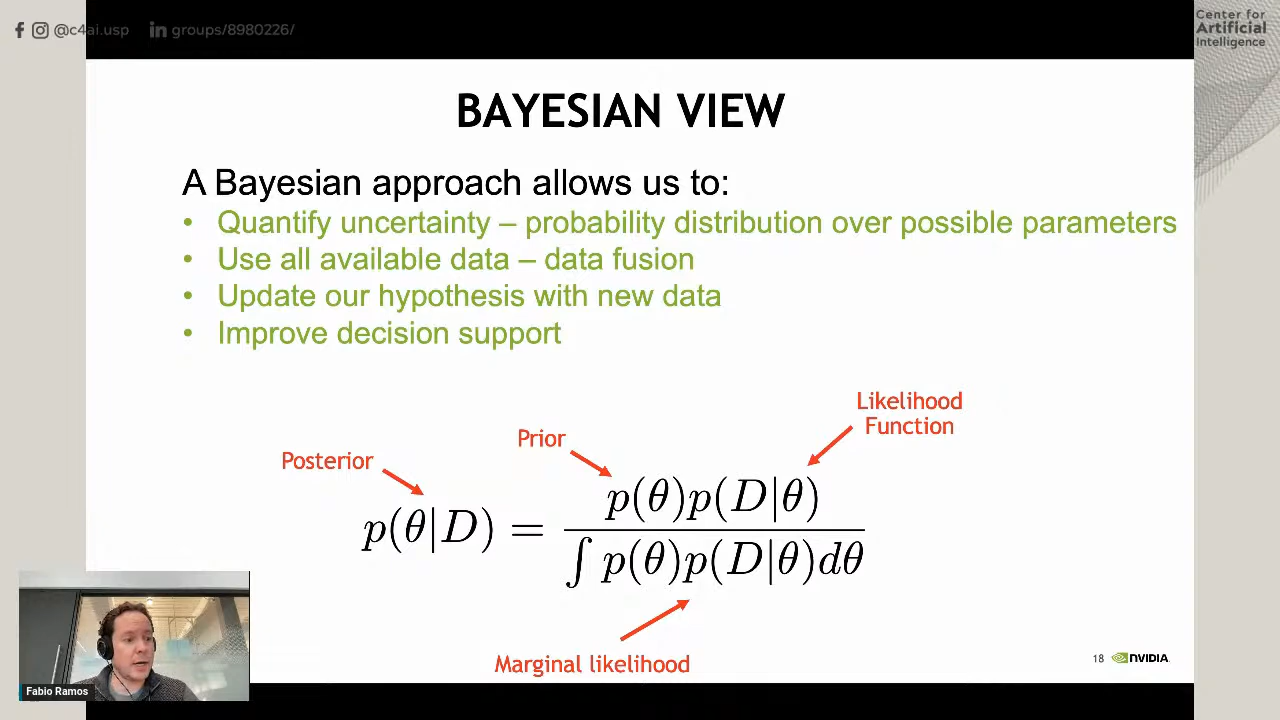 @c4ai.usp groups/8980226/
Center for
Artificial
Intelligence
BAYESIAN VIEW
A Bayesian approach allows us to:
• Quantify uncertainty – probability distribution over possible parameters
• Use all available data – data fusion
• Update our hypothesis with new data
• Improve decision support
Likelihood
Function
Prior
Posterior
p(θ|D) = p(θ)p(D|θ) / ∫ p(θ)p(D|θ)dθ
Marginal likelihood
18 NVIDIA
Fabio Ramos